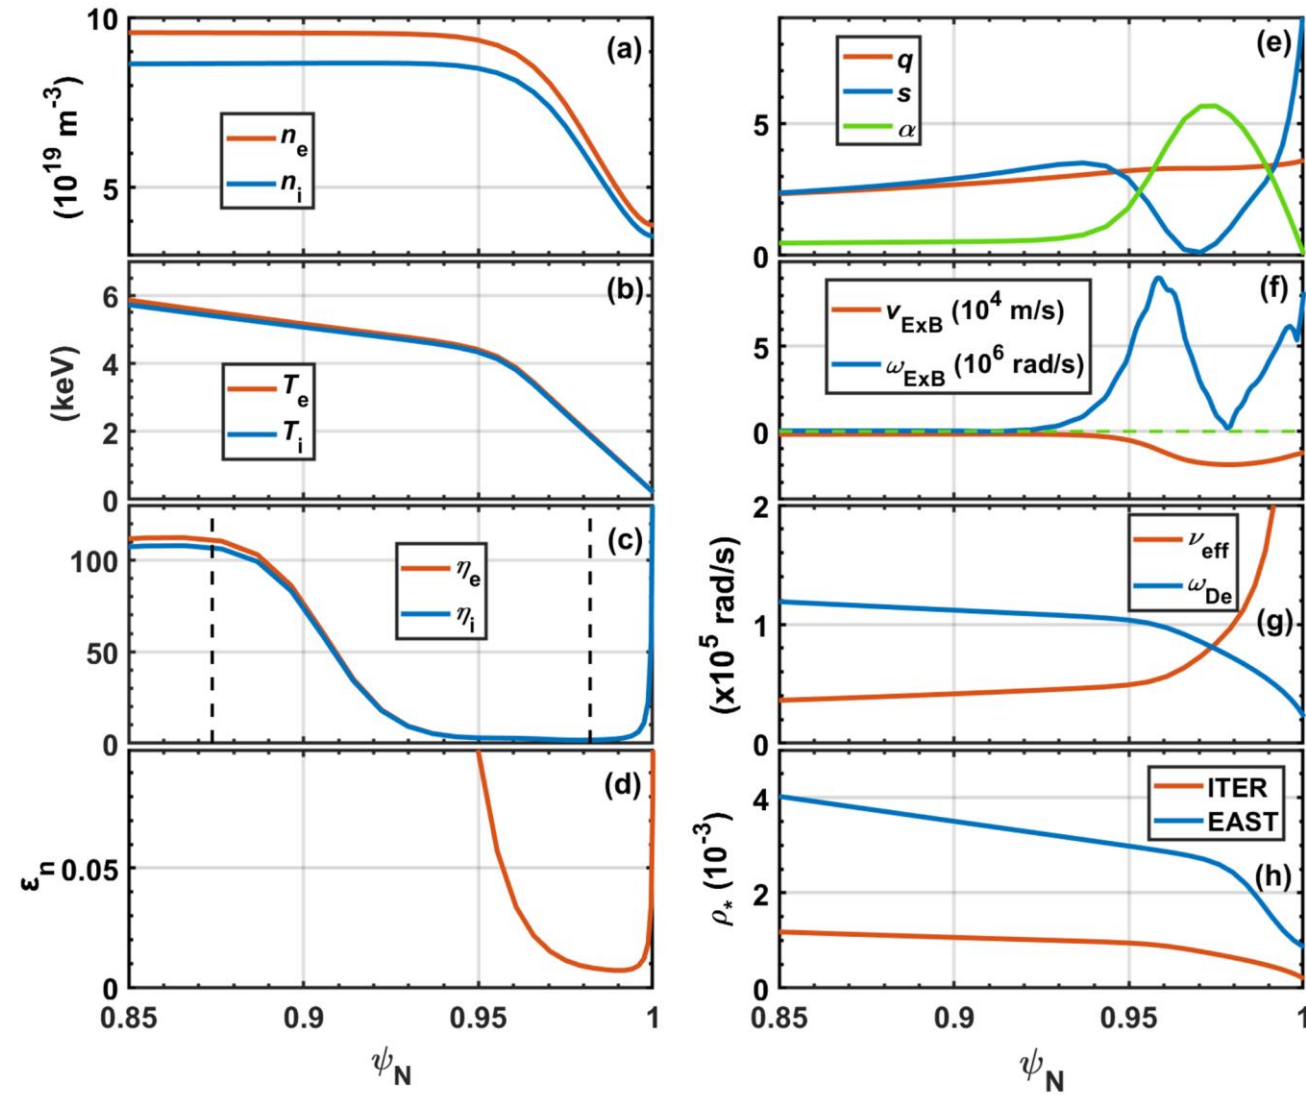 10
(a)
(10^19 m^-3)
n_e
n_i
5
(b)
6
(keV)
4
T_e
T_i
2
0
(c)
100
η_e
η_i
50
0
(d)
ε_n
0.05
0
0.85 0.9 0.95 1
ψ_N
(e)
q
s
α
5
0
(f)
v_ExB (10^4 m/s)
ω_ExB (10^6 rad/s)
5
0
2
(g)
(x10^5 rad/s)
ν_eff
ω_De
1
0
(h)
ITER
EAST
ρ_* (10^-3)
4
2
0
0.85 0.9 0.95 1
ψ_N